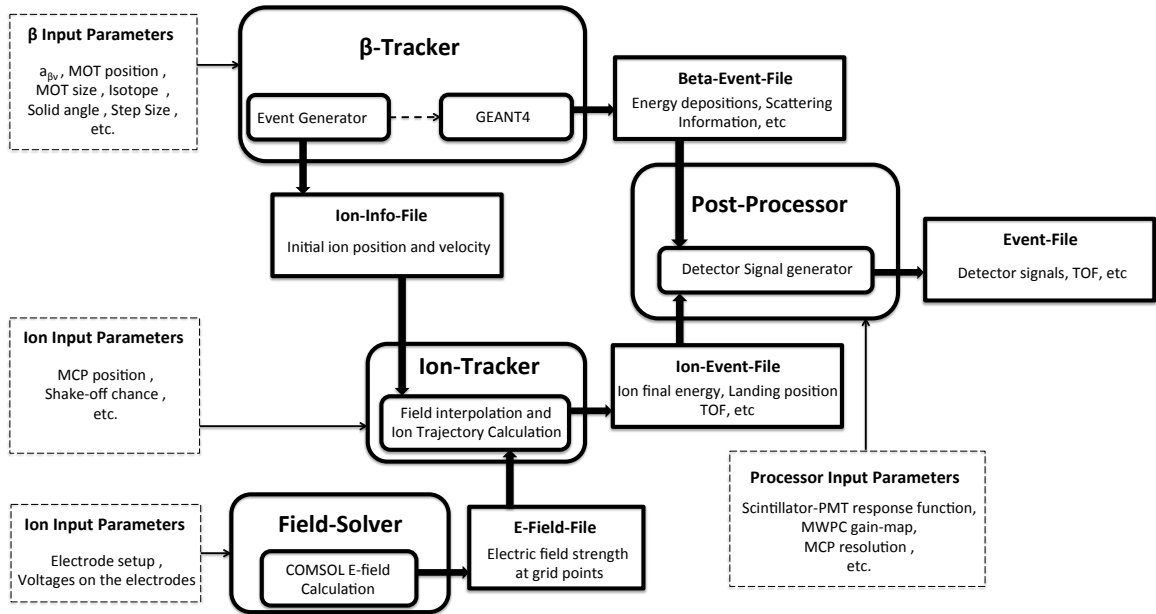 β Input Parameters
aβν , MOT position ,
MOT size , Isotope ,
Solid angle , Step Size ,
etc.
β-Tracker
Event Generator
GEANT4
Beta-Event-File
Energy depositions, Scattering
Information, etc
Ion-Info-File
Initial ion position and velocity
Post-Processor
Detector Signal generator
Event-File
Detector signals, TOF, etc
Ion Input Parameters
MCP position ,
Shake-off chance ,
etc.
Ion-Tracker
Field interpolation and
Ion Trajectory Calculation
Ion-Event-File
Ion final energy, Landing position
TOF, etc
Ion Input Parameters
Electrode setup ,
Voltages on the electrodes
Field-Solver
COMSOL E-field
Calculation
E-Field-File
Electric field strength
at grid points
Processor Input Parameters
Scintillator-PMT response function,
MWPC gain-map,
MCP resolution ,
etc.